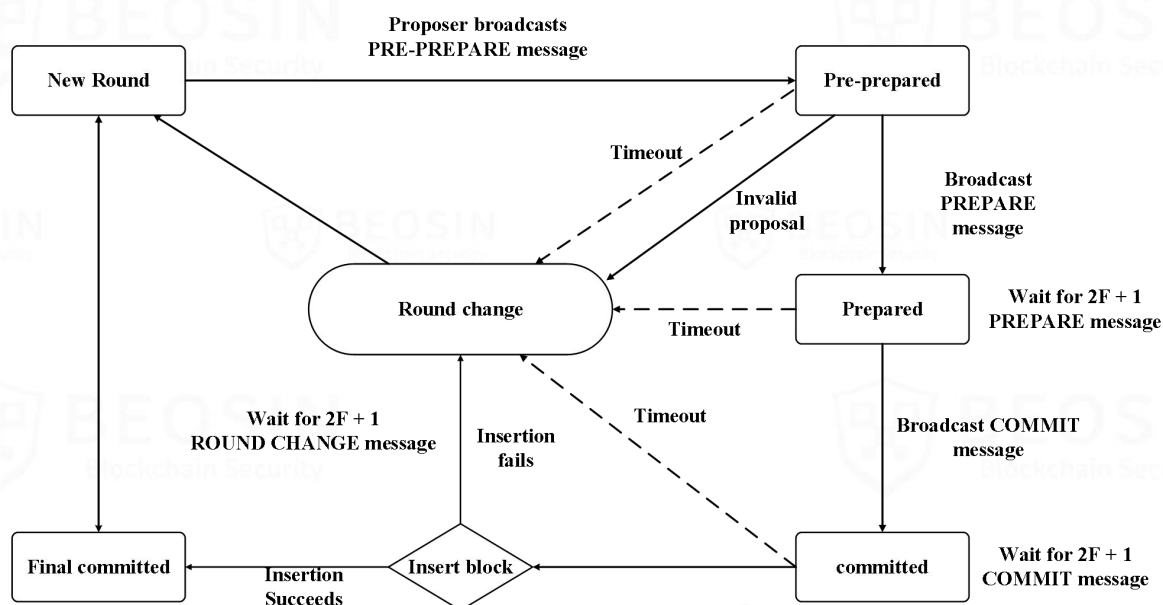 Proposer broadcasts
PRE-PREPARE message
New Round
Pre-prepared
Timeout
Invalid
proposal
Broadcast
PREPARE
message
Round change
Prepared
Wait for 2F + 1
PREPARE message
Timeout
Wait for 2F + 1
ROUND CHANGE message
Insertion
fails
Timeout
Broadcast COMMIT
message
Final committed
Insertion
Succeeds
Insert block
committed
Wait for 2F + 1
COMMIT message
BEOSIN
Blockchain Security